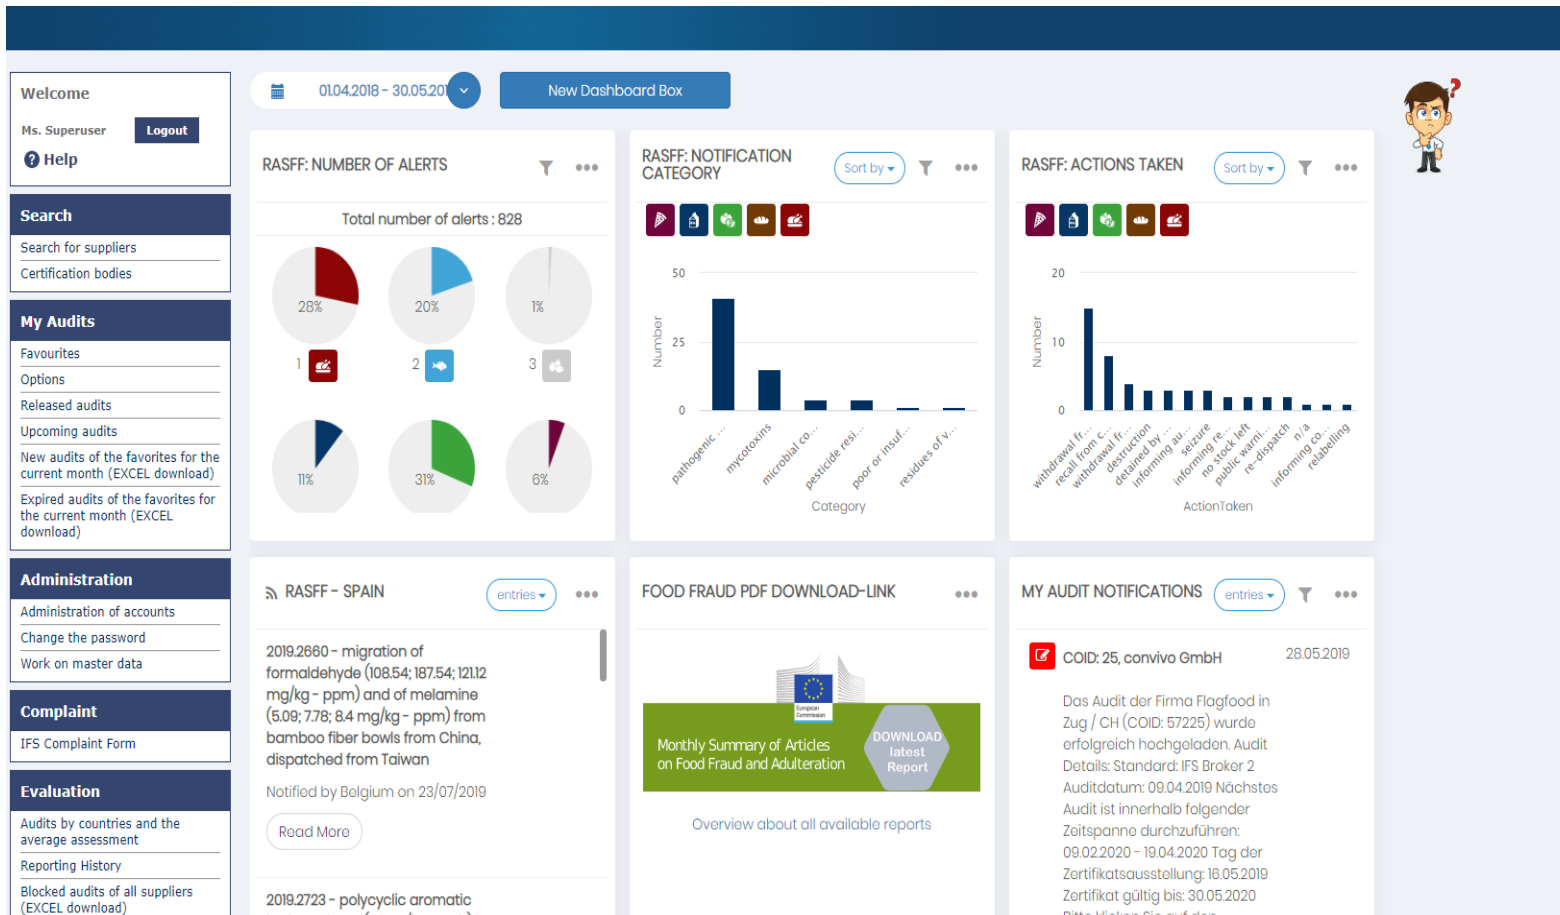 Welcome
Ms. Superuser
Logout
Help
Search
Search for suppliers
Certification bodies
My Audits
Favourites
Options
Released audits
Upcoming audits
New audits of the favorites for the
current month (EXCEL download)
Expired audits of the favorites for
the current month (EXCEL
download)
Administration
Administration of accounts
Change the password
Work on master data
Complaint
IFS Complaint Form
Evaluation
Audits by countries and the
average assessment
Reporting History
Blocked audits of all suppliers
(EXCEL download)
01.04.2018 - 30.05.201
New Dashboard Box
RASFF: NUMBER OF ALERTS
Total number of alerts : 828
28%
20%
1%
1
2
3
11%
31%
6%
RASFF: NOTIFICATION
CATEGORY
Sort by
50
25
0
Number
pathogenic ...
mycotoxins
microbial co...
pesticide resi...
poor or insuf...
residues of v...
Category
RASFF: ACTIONS TAKEN
Sort by
20
10
0
Number
withdrawal fr...
recall from c...
withdrawal fr...
destruction
detained by ...
informing au...
seizure
informing re...
no stock left
public warni...
re-dispatch
n/a
informing co...
relabelling
ActionTaken
RASFF - SPAIN
entries
2019.2660 - migration of
formaldehyde (108.54; 187.54; 121.12
mg/kg - ppm) and of melamine
(5.09; 7.78; 8.4 mg/kg - ppm) from
bamboo fiber bowls from China,
dispatched from Taiwan
Notified by Belgium on 23/07/2019
Read More
2019.2723 - polycyclic aromatic
FOOD FRAUD PDF DOWNLOAD-LINK
European
Commission
Monthly Summary of Articles
on Food Fraud and Adulteration
DOWNLOAD
latest
Report
Overview about all available reports
MY AUDIT NOTIFICATIONS
entries
COID: 25, convivo GmbH
28.05.2019
Das Audit der Firma Flagfood in
Zug / CH (COID: 57225) wurde
erfolgreich hochgeladen. Audit
Details: Standard: IFS Broker 2
Auditdatum: 09.04.2019 Nächstes
Audit ist innerhalb folgender
Zeitspanne durchzuführen:
09.02.2020 - 19.04.2020 Tag der
Zertifikatsausstellung: 16.05.2019
Zertifikat gültig bis: 30.05.2020
Bitte klicken Sie auf den